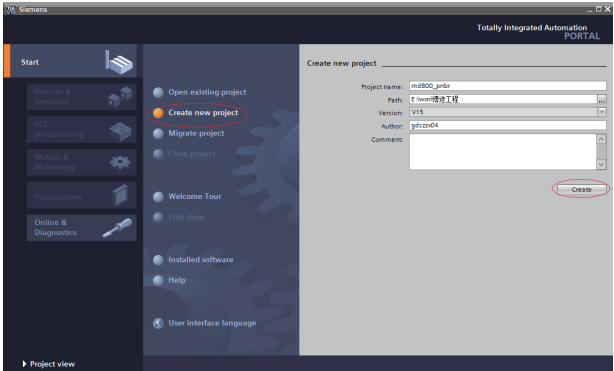 Siemens
Totally Integrated Automation
PORTAL
Start
Devices &
networks
PLC
programming
Motion &
technology
Visualization
Online &
Diagnostics
Open existing project
Create new project
Migrate project
Close project
Welcome Tour
First steps
Installed software
Help
User interface language
Create new project
Project name: md800_pnbr
Path:
Version: V15
Author: gdszzx04
Comment:
Create
Project view